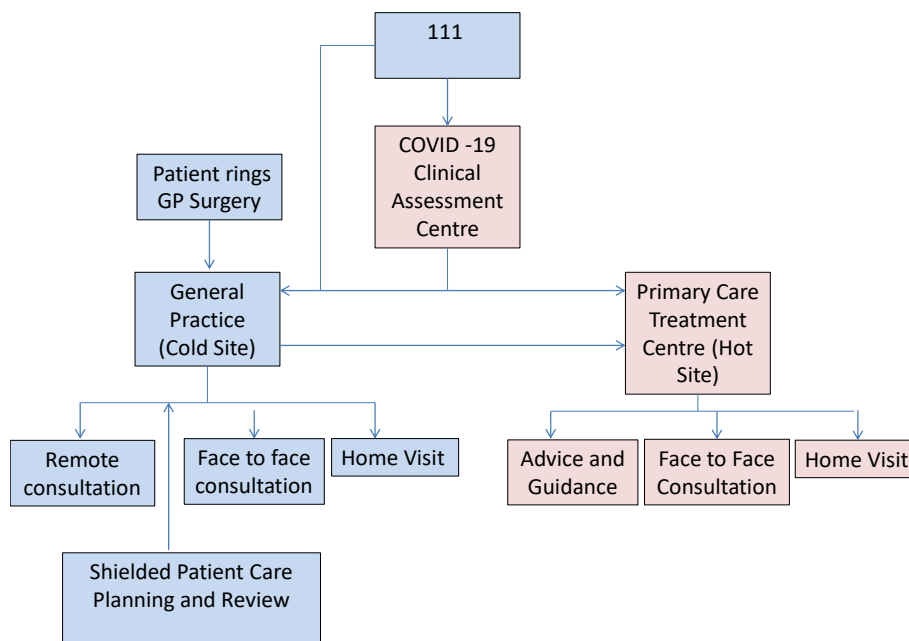 111
COVID -19
Clinical
Assessment
Centre
Patient rings
GP Surgery
General
Practice
(Cold Site)
Primary Care
Treatment
Centre (Hot
Site)
Remote
consultation
Face to face
consultation
Home Visit
Advice and
Guidance
Face to Face
Consultation
Home Visit
Shielded Patient Care
Planning and Review